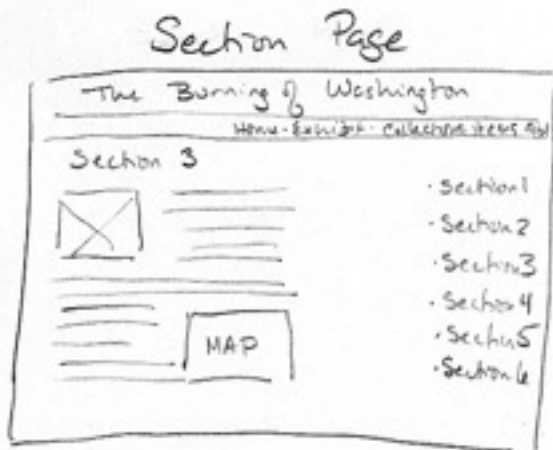 Section Page
The Burning of Washington
Home · Exhibit · Collections · Items
Section 3
· Section 1
· Section 2
· Section 3
· Section 4
· Section 5
· Section 6
MAP